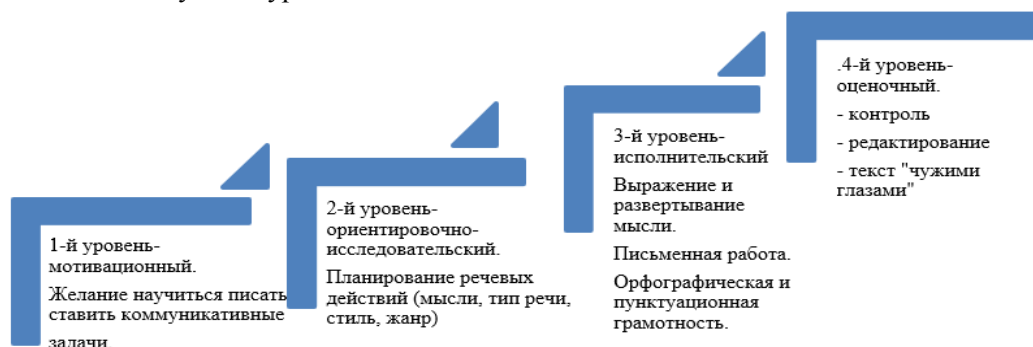 1-й уровень-
мотивационный.
Желание научиться писать
ставить коммуникативные
задачи
2-й уровень-
ориентировочно-
исследовательский.
Планирование речевых
действий (мысли, тип речи,
стиль, жанр)
3-й уровень-
исполнительский
Выражение и
развертывание
мысли.
Письменная работа.
Орфографическая и
пунктуационная
грамотность.
.4-й уровень-
оценочный.
- контроль
- редактирование
- текст "чужими
глазами"